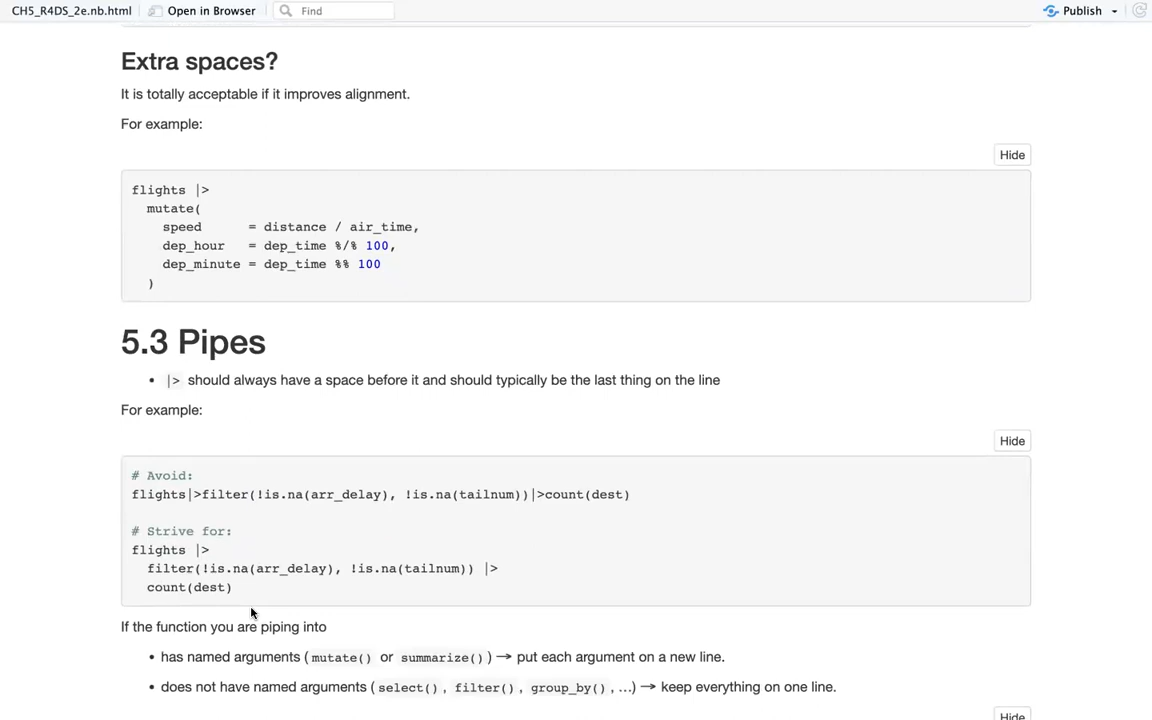 CH5_R4DS_2e.nb.html Open in Browser Find Publish
Extra spaces?
It is totally acceptable if it improves alignment.
For example:
Hide
flights |>
  mutate(
    speed      = distance / air_time,
    dep_hour   = dep_time %/% 100,
    dep_minute = dep_time %% 100
  )
5.3 Pipes
• |> should always have a space before it and should typically be the last thing on the line
For example:
Hide
# Avoid:
flights|>filter(!is.na(arr_delay), !is.na(tailnum))|>count(dest)
# Strive for:
flights |>
  filter(!is.na(arr_delay), !is.na(tailnum)) |>
  count(dest)
If the function you are piping into
• has named arguments (mutate() or summarize()) → put each argument on a new line.
• does not have named arguments (select(), filter(), group_by(), …) → keep everything on one line.
Hide